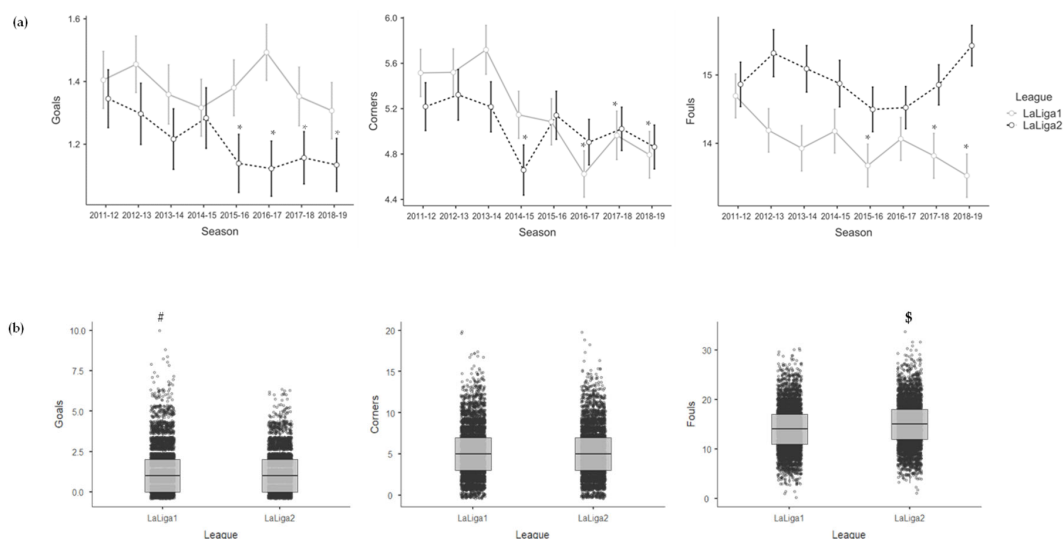 (a)
1.6
1.4
1.2
Goals
* * * *
2011-12 2012-13 2013-14 2014-15 2015-16 2016-17 2017-18 2018-19
Season
6.0
5.6
5.2
4.8
4.4
Corners
* * * *
2011-12 2012-13 2013-14 2014-15 2015-16 2016-17 2017-18 2018-19
Season
15
14
Fouls
* * *
2011-12 2012-13 2013-14 2014-15 2015-16 2016-17 2017-18 2018-19
Season
League
LaLiga1
LaLiga2
(b)
#
10.0
7.5
5.0
2.5
0.0
Goals
LaLiga1 LaLiga2
League
#
20
15
10
5
0
Corners
LaLiga1 LaLiga2
League
$
30
20
10
0
Fouls
LaLiga1 LaLiga2
League